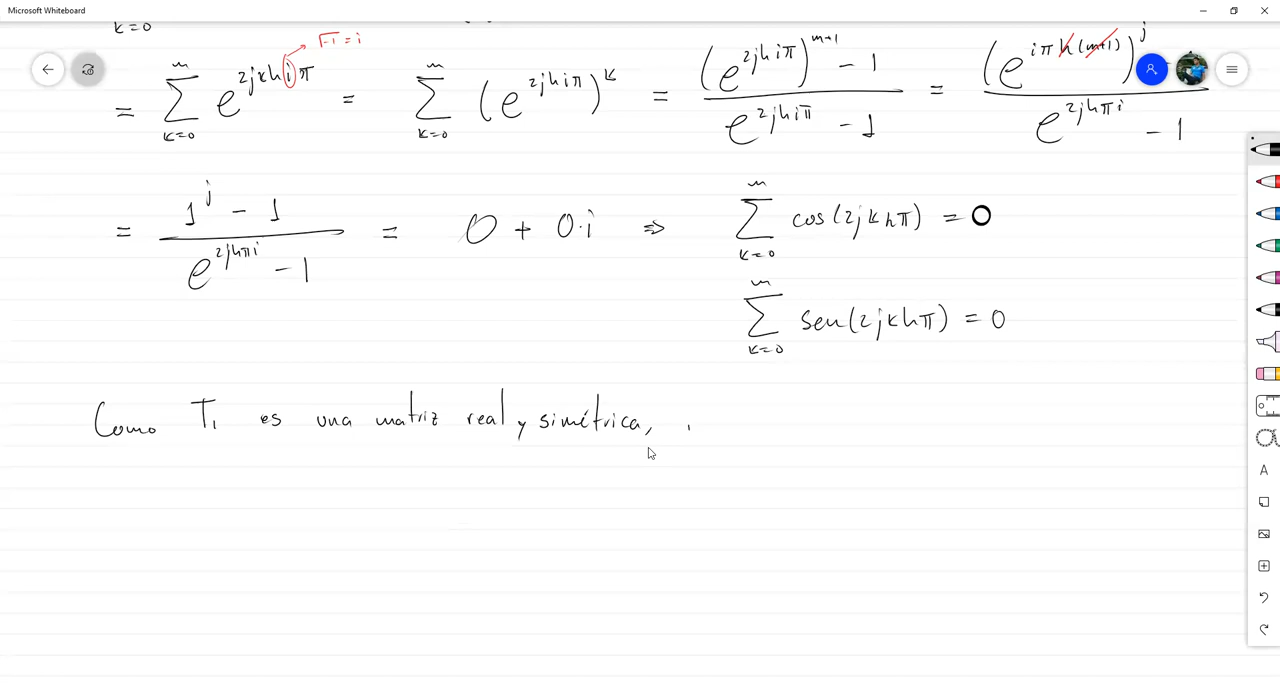 Microsoft Whiteboard
k=0
√-1 = i
= ∑_{k=0}^{m} e^{2jkhiπ} = ∑_{k=0}^{m} (e^{2jhiπ})^k = ((e^{2jhiπ})^{m+1} - 1)/(e^{2jhiπ} - 1) = ((e^{iπh(m+1)})^j -)/(e^{2jhπi} - 1)
= (1^j - 1)/(e^{2jhπi} - 1) = 0 + 0·i ⇒ ∑_{k=0}^{m} cos(2jkhπ) = 0
∑_{k=0}^{m} sen(2jkhπ) = 0
Como T₁ es una matriz real y simétrica,